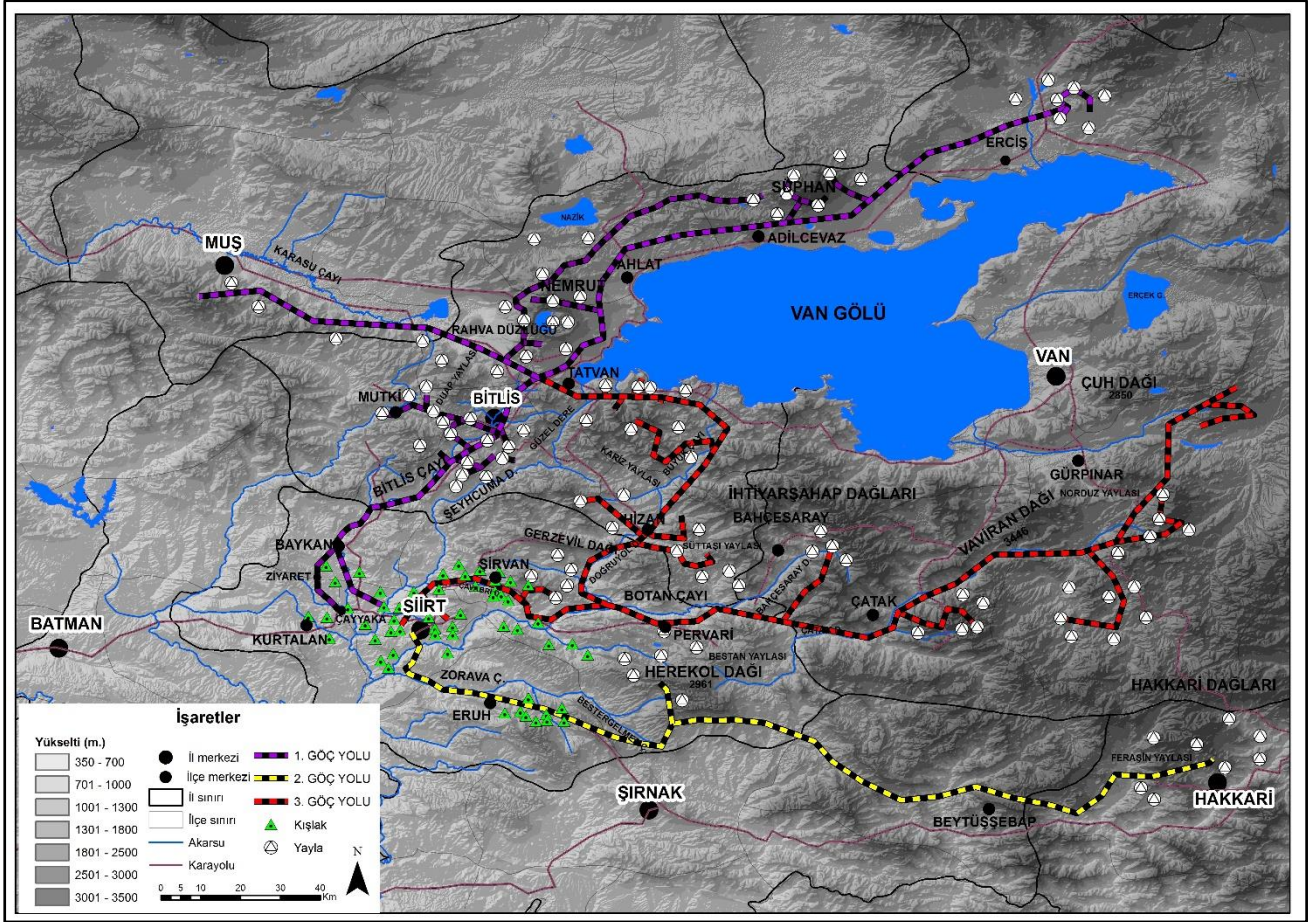 ERCİŞ
SÜPHAN
NAZİK
ADİLCEVAZ
MUŞ
KARASU ÇAYI
AHLAT
NEMRUT
ERÇEK G.
VAN GÖLÜ
RAHVA DÜZLÜĞÜ
VAN
TATVAN
ÇUH DAĞI
2850
DUAP YAYLASI
MUTKİ
BİTLİS
GÜZEL DERE
BİTLİS ÇAYI
KARİZ YAYLASI
ŞEYHCUMA D.
GÜRPINAR
NORDUZ YAYLASI
İHTİYARŞAHAP DAĞLARI
HİZAN
BAHÇESARAY
VAVİRAN DAĞI
3446
BAYKAN
GERZEVİL DAĞI
SÜTTAŞI YAYLASI
ZİYARET
ŞİRVAN
BAHÇESARAY D.
BOTAN ÇAYI
ÇAYYAKA
SİİRT
ÇATAK
BATMAN
KURTALAN
PERVARİ
BESTAN YAYLASI
ZORAVA Ç.
HEREKOL DAĞI
2961
HAKKARİ DAĞLARI
ERUH
FERAŞİN YAYLASI
ŞIRNAK
HAKKARİ
BEYTÜŞŞEBAP
İşaretler
Yükselti (m.)
350 - 700
701 - 1000
1001 - 1300
1301 - 1800
1801 - 2500
2501 - 3000
3001 - 3500
İl merkezi
İlçe merkezi
İl sınırı
İlçe sınırı
Akarsu
Karayolu
1. GÖÇ YOLU
2. GÖÇ YOLU
3. GÖÇ YOLU
Kışlak
Yayla
N
0 5 10 20 30 40
Km